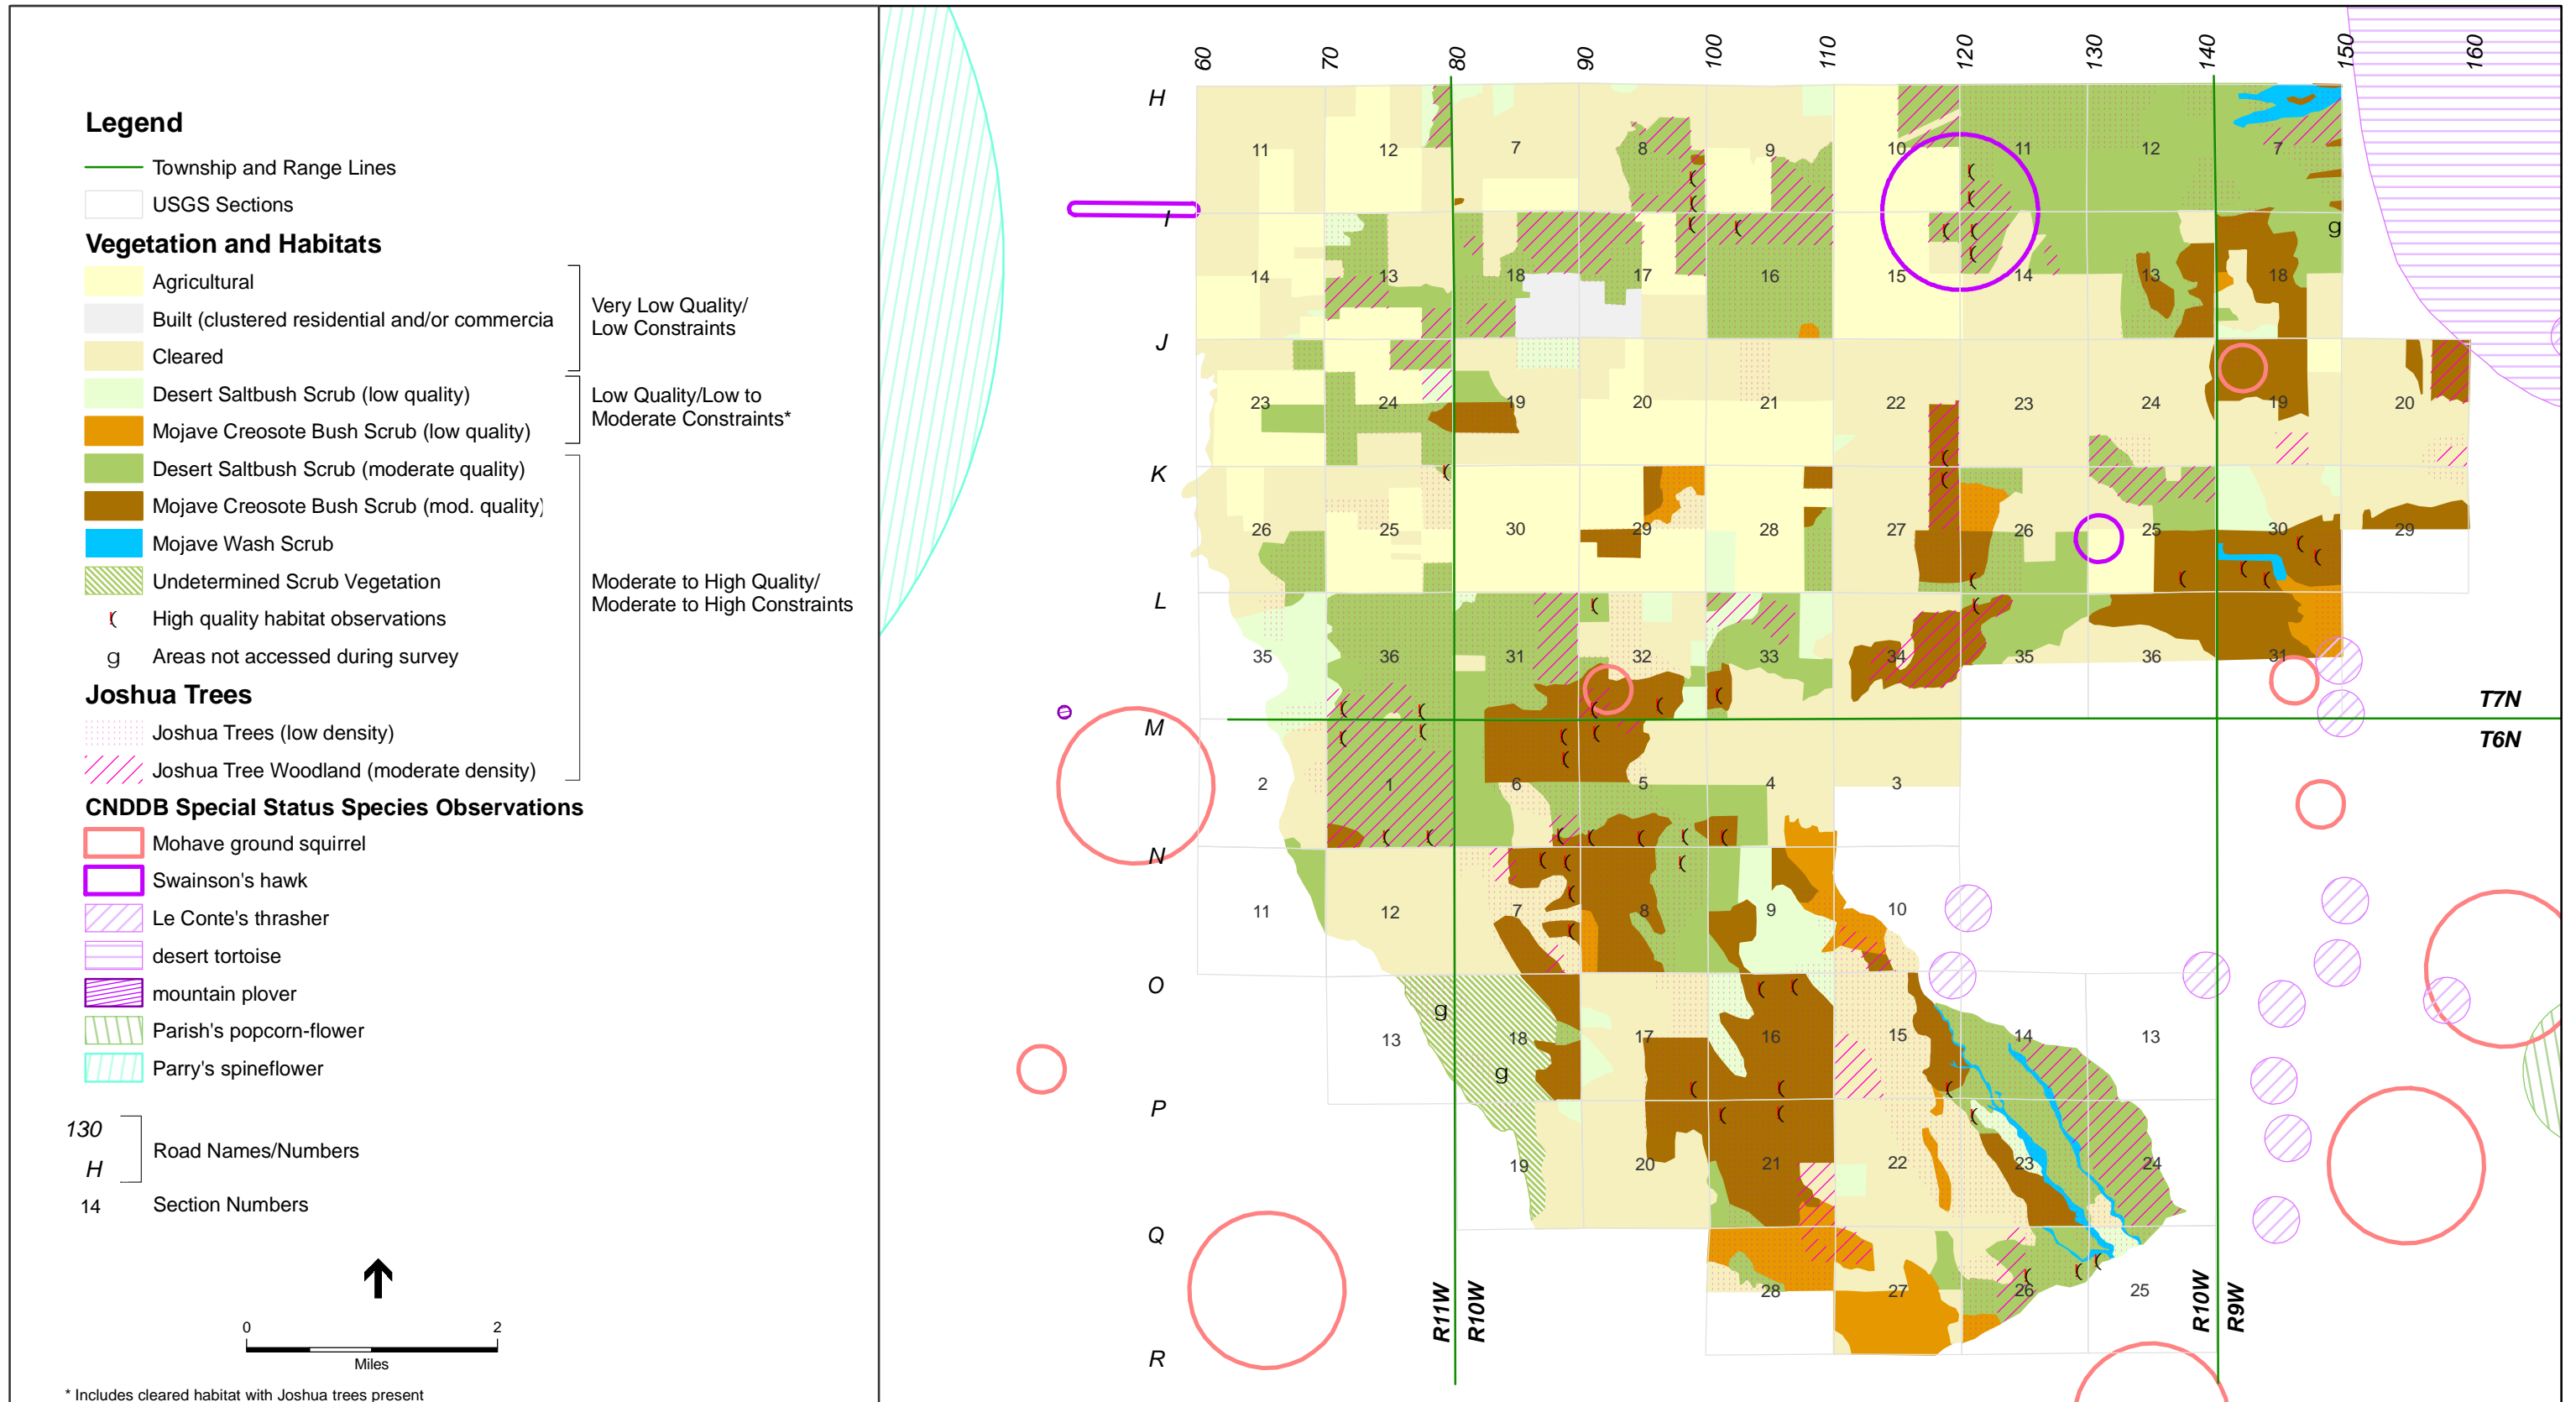 Legend
Township and Range Lines
USGS Sections
Vegetation and Habitats
Agricultural
Built (clustered residential and/or commercia
Cleared
Very Low Quality/
Low Constraints
Desert Saltbush Scrub (low quality)
Mojave Creosote Bush Scrub (low quality)
Low Quality/Low to
Moderate Constraints*
Desert Saltbush Scrub (moderate quality)
Mojave Creosote Bush Scrub (mod. quality)
Mojave Wash Scrub
Undetermined Scrub Vegetation
High quality habitat observations
g Areas not accessed during survey
Moderate to High Quality/
Moderate to High Constraints
Joshua Trees
Joshua Trees (low density)
Joshua Tree Woodland (moderate density)
CNDDB Special Status Species Observations
Mohave ground squirrel
Swainson's hawk
Le Conte's thrasher
desert tortoise
mountain plover
Parish's popcorn-flower
Parry's spineflower
130
H
Road Names/Numbers
14 Section Numbers
0 2
Miles
* Includes cleared habitat with Joshua trees present
60 70 80 90 100 110 120 130 140 150 160
H
11 12 7 8 9 10 11 12 7
I
g
14 13 18 17 16 15 14 13 18
J
23 24 19 20 21 22 23 24 19 20
K
26 25 30 29 28 27 26 25 30 29
L
35 36 31 32 33 34 35 36 31
T7N
M
T6N
2 1 6 5 4 3
N
11 12 7 8 9 10
O
g
13 18 17 16 15 14 13
g
P
19 20 21 22 23 24
Q
28 27 26 25
R11W R10W R10W R9W
R